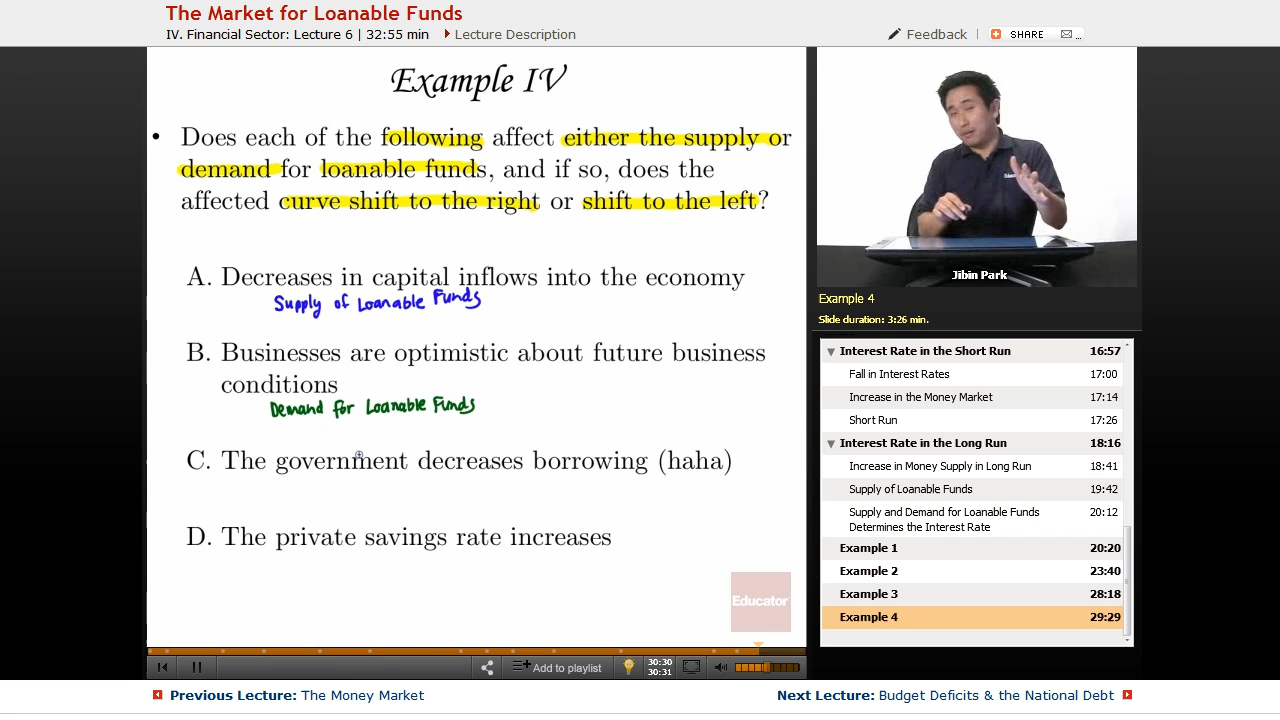 The Market for Loanable Funds
IV. Financial Sector: Lecture 6 | 32:55 min Lecture Description
Feedback | SHARE
Example IV
• Does each of the following affect either the supply or
demand for loanable funds, and if so, does the
affected curve shift to the right or shift to the left?
A. Decreases in capital inflows into the economy
Supply of Loanable Funds
B. Businesses are optimistic about future business
conditions
Demand for Loanable Funds
C. The government decreases borrowing (haha)
D. The private savings rate increases
Educator
Jibin Park
Example 4
Slide duration: 3:26 min.
Interest Rate in the Short Run 16:57
Fall in Interest Rates 17:00
Increase in the Money Market 17:14
Short Run 17:26
Interest Rate in the Long Run 18:16
Increase in Money Supply in Long Run 18:41
Supply of Loanable Funds 19:42
Supply and Demand for Loanable Funds 20:12
Determines the Interest Rate
Example 1 20:20
Example 2 23:40
Example 3 28:18
Example 4 29:29
Add to playlist
30:30
30:31
Previous Lecture: The Money Market
Next Lecture: Budget Deficits & the National Debt